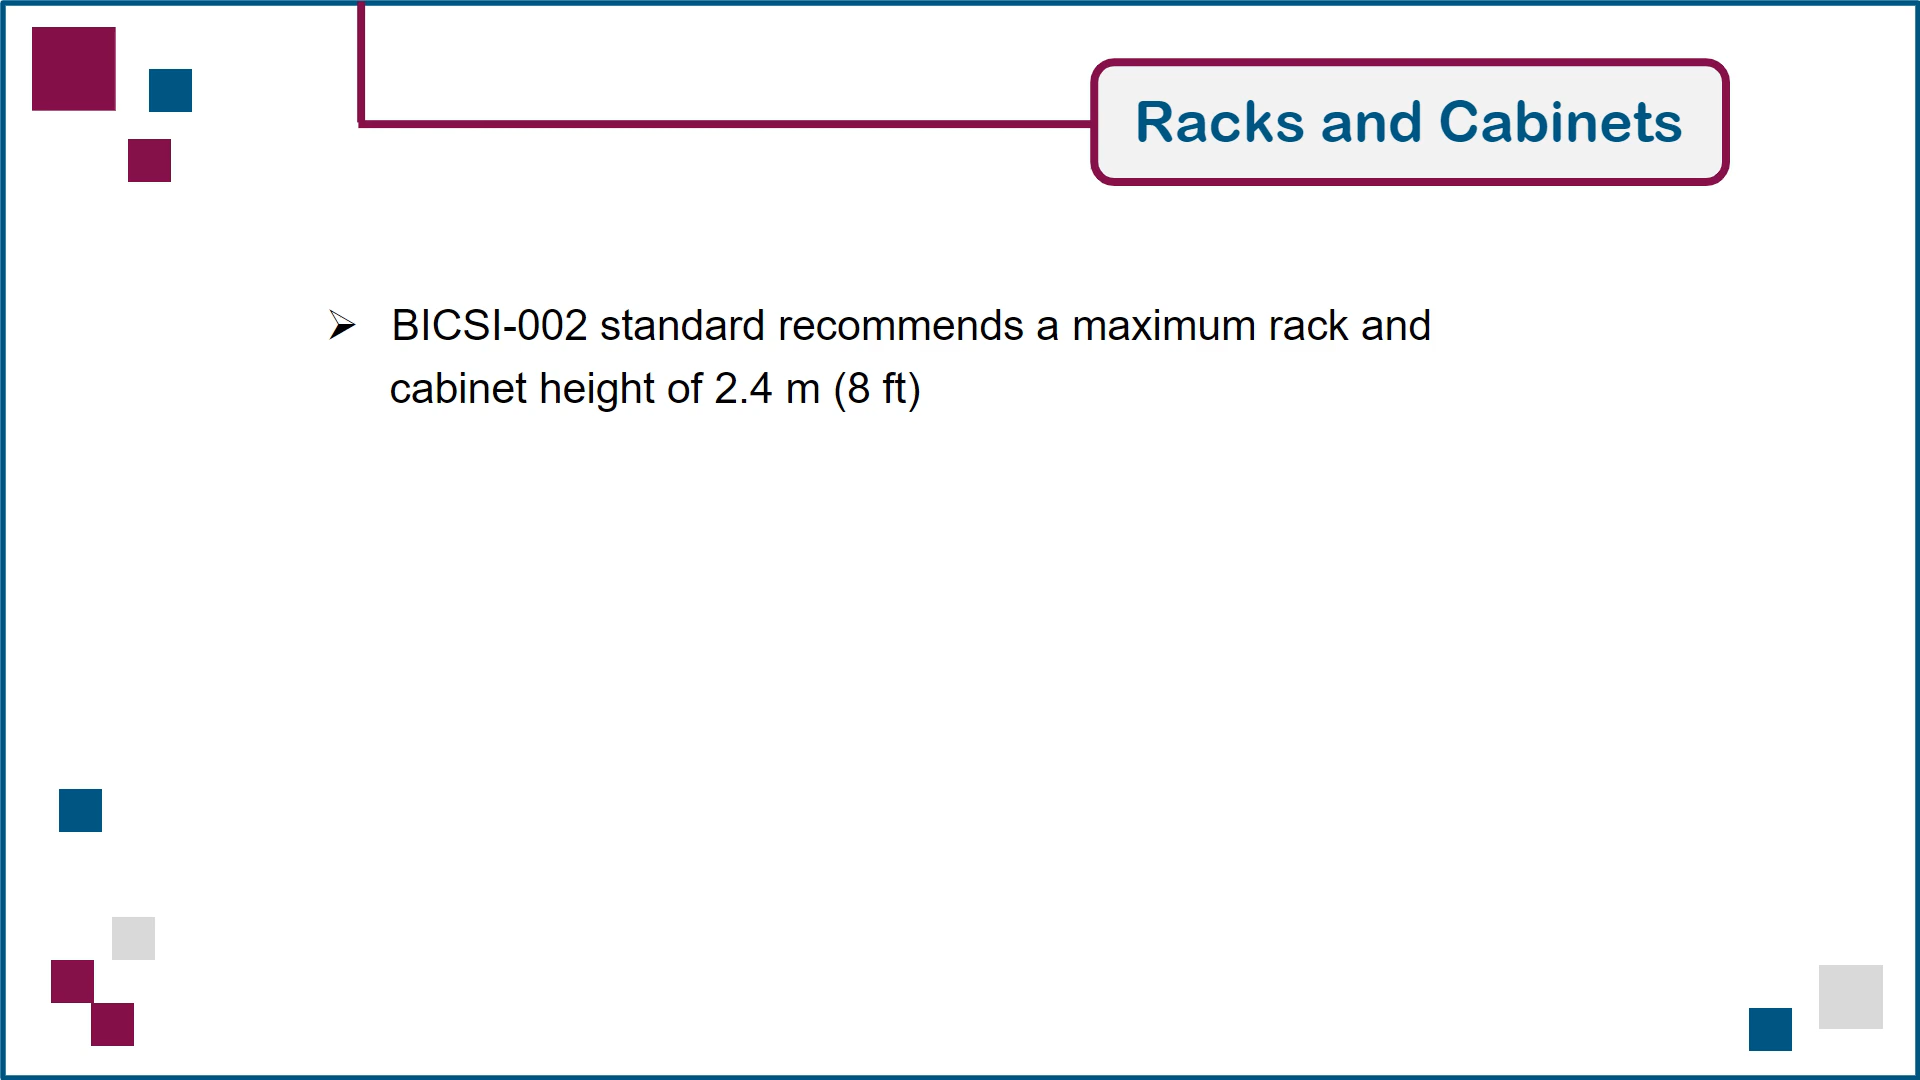 Racks and Cabinets
➢ BICSI-002 standard recommends a maximum rack and
cabinet height of 2.4 m (8 ft)